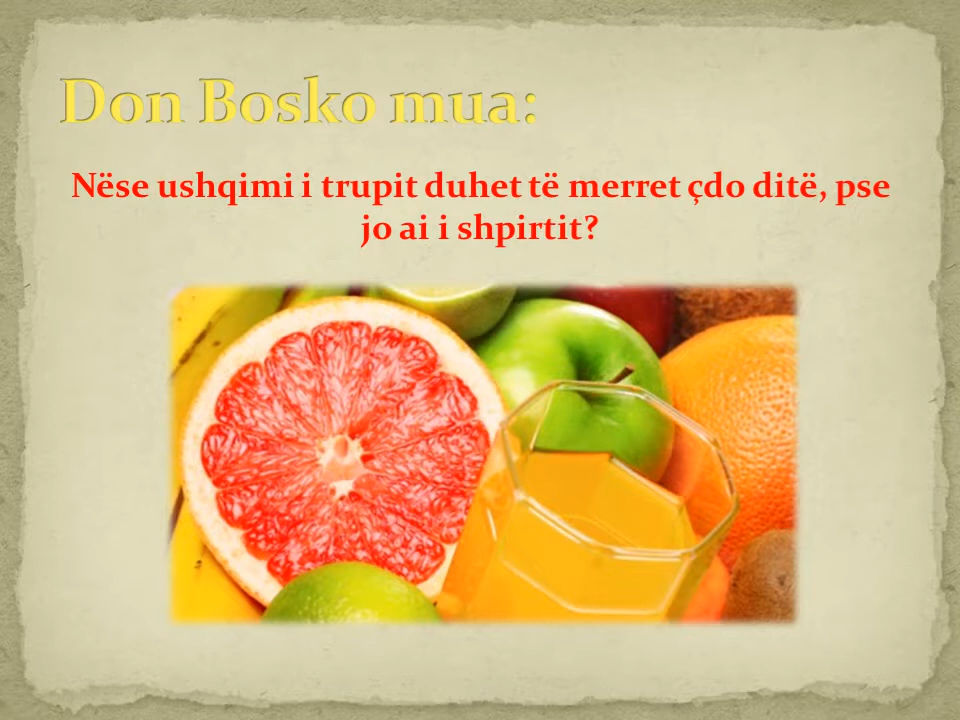 Don Bosko mua:
Nëse ushqimi i trupit duhet të merret çdo ditë, pse
jo ai i shpirtit?